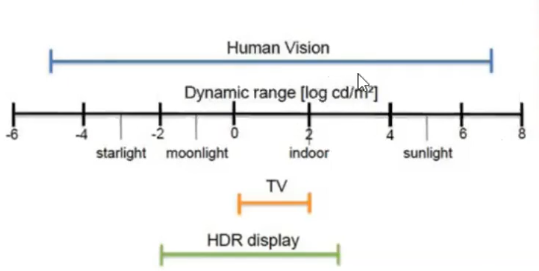 Human Vision
Dynamic range [log cd/m²]
-6 -4 -2 0 2 4 6 8
starlight moonlight indoor sunlight
TV
HDR display